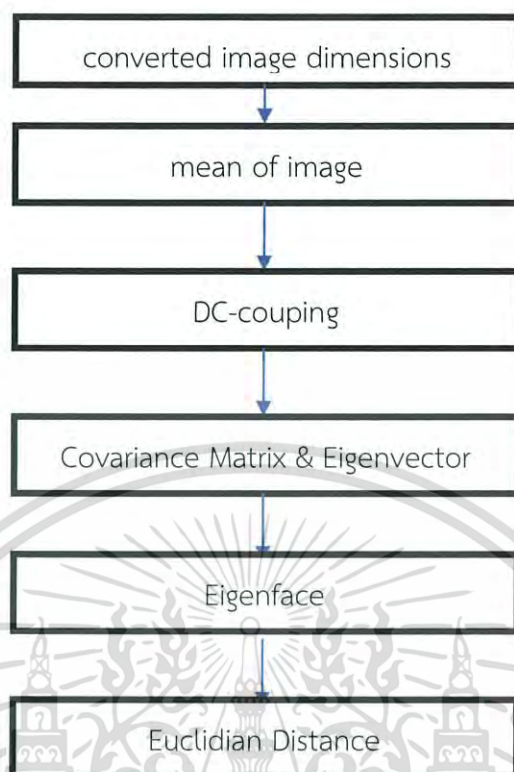 converted image dimensions
mean of image
DC-couping
Covariance Matrix & Eigenvector
Eigenface
Euclidian Distance